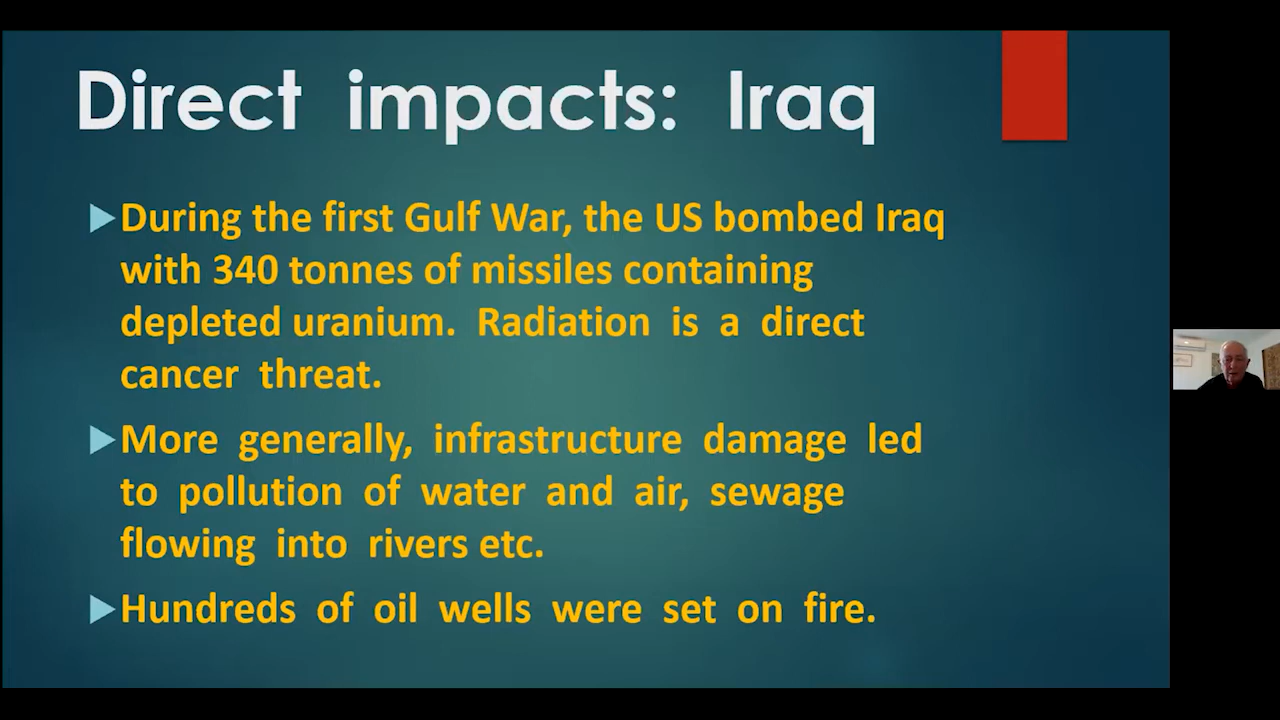 Direct impacts: Iraq
During the first Gulf War, the US bombed Iraq
with 340 tonnes of missiles containing
depleted uranium. Radiation is a direct
cancer threat.
More generally, infrastructure damage led
to pollution of water and air, sewage
flowing into rivers etc.
Hundreds of oil wells were set on fire.